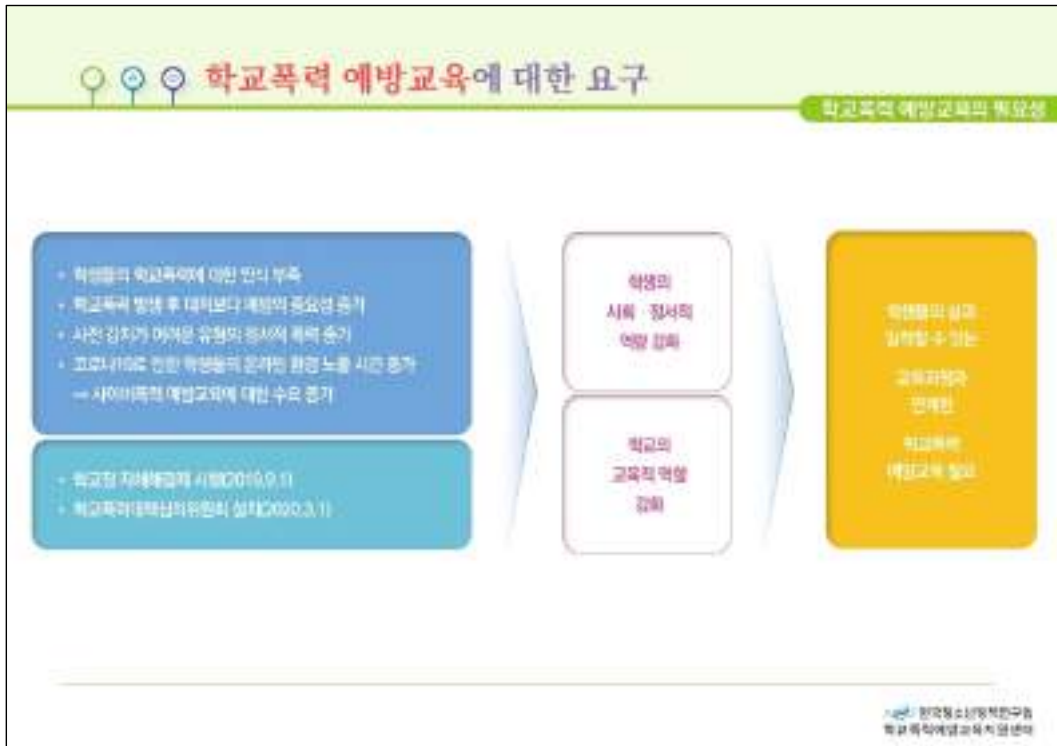 학교폭력 예방교육에 대한 요구
학교폭력 예방교육의 필요성
• 학생들의 학교폭력에 대한 인식 부족
• 학교폭력 발생 후 대처보다 예방의 중요성 증가
• 사전 감지가 어려운 유형의 정서적 폭력 증가
• 코로나19로 인한 학생들의 온라인 환경 노출 시간 증가
→ 사이버폭력 예방교육에 대한 수요 증가
• 학교장 자체해결제 시행(2019.9.1)
• 학교폭력대책심의위원회 설치(2020.3.1)
학생의
사회·정서적
역량 강화
학교의
교육적 역할
강화
학생들의 삶과
밀착할 수 있는
교육과정과
연계한
학교폭력
예방교육 필요
한국청소년정책연구원
학교폭력예방교육지원센터